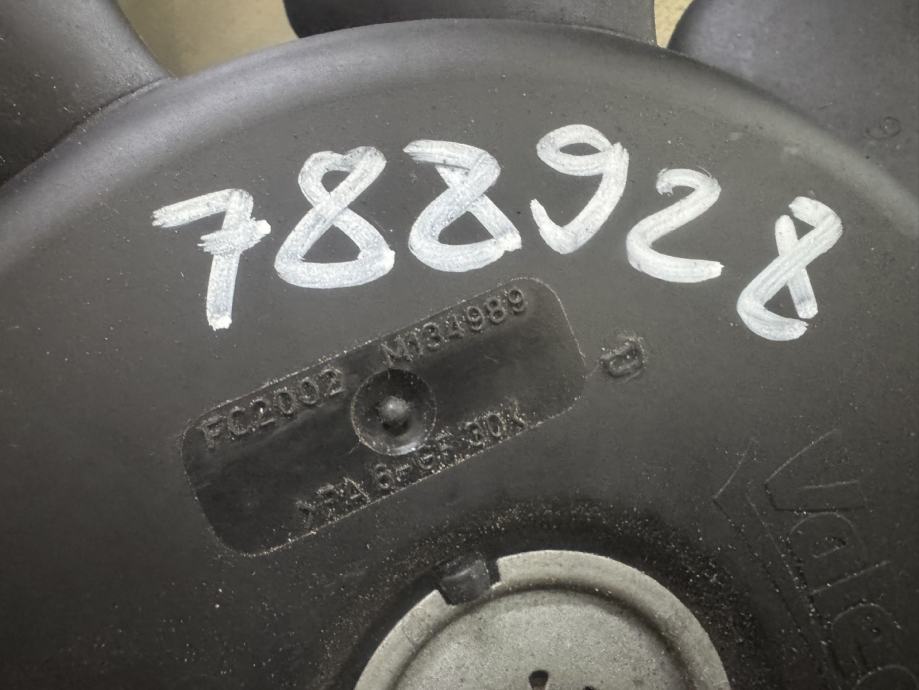 788928
FC2002 M134989
>PA 6-GF 30<
D
Valeo